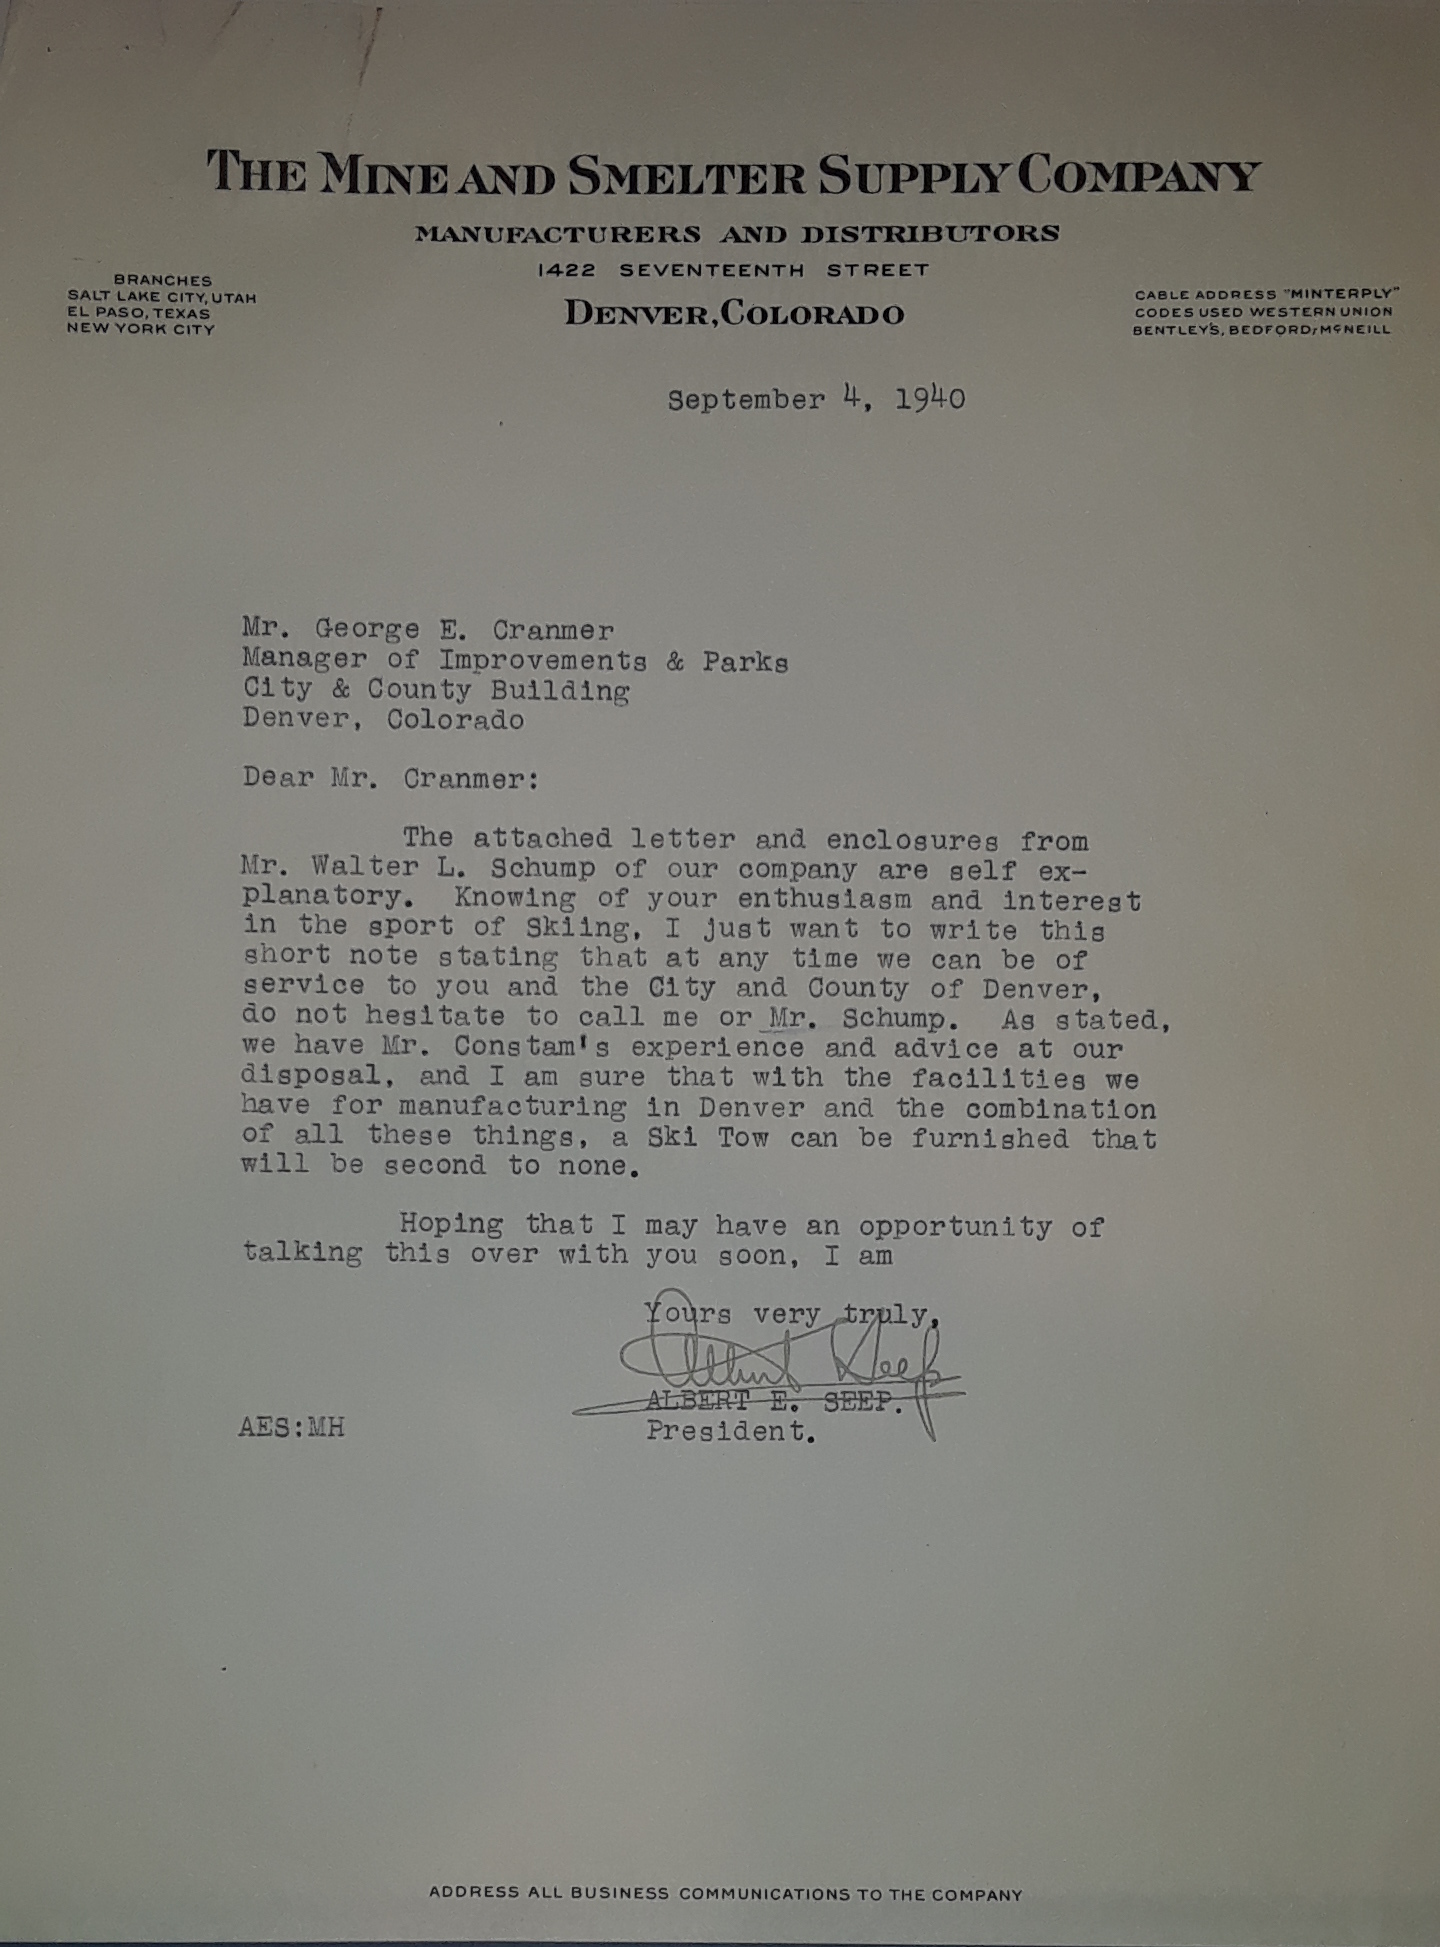 THE MINE AND SMELTER SUPPLY COMPANY
MANUFACTURERS AND DISTRIBUTORS
1422 SEVENTEENTH STREET
DENVER, COLORADO
BRANCHES
SALT LAKE CITY, UTAH
EL PASO, TEXAS
NEW YORK CITY
CABLE ADDRESS "MINTERPLY"
CODES USED WESTERN UNION
BENTLEY'S, BEDFORD, McNEILL
September 4, 1940
Mr. George E. Cranmer
Manager of Improvements & Parks
City & County Building
Denver, Colorado
Dear Mr. Cranmer:
The attached letter and enclosures from
Mr. Walter L. Schump of our company are self ex-
planatory. Knowing of your enthusiasm and interest
in the sport of Skiing, I just want to write this
short note stating that at any time we can be of
service to you and the City and County of Denver,
do not hesitate to call me or Mr. Schump. As stated,
we have Mr. Constam's experience and advice at our
disposal, and I am sure that with the facilities we
have for manufacturing in Denver and the combination
of all these things, a Ski Tow can be furnished that
will be second to none.
Hoping that I may have an opportunity of
talking this over with you soon, I am
Yours very truly,
Albert Seep
ALBERT E. SEEP.
AES:MH President.
ADDRESS ALL BUSINESS COMMUNICATIONS TO THE COMPANY